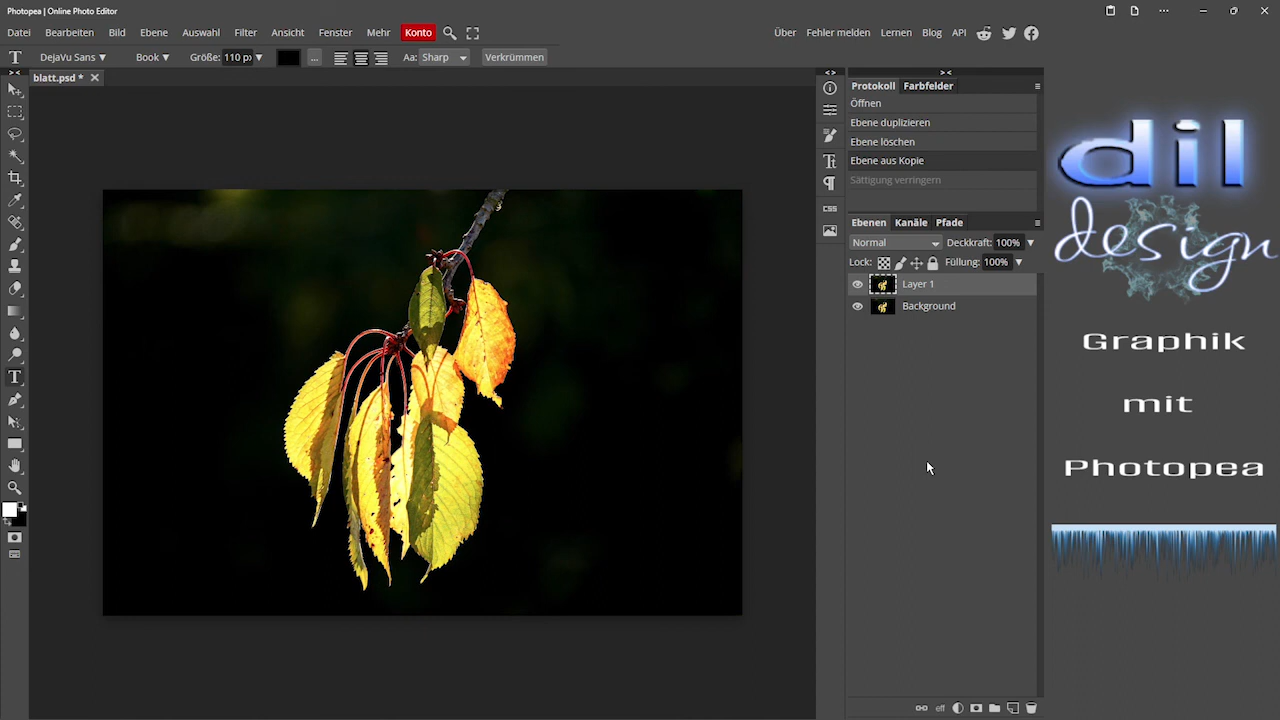 Photopea | Online Photo Editor
Datei Bearbeiten Bild Ebene Auswahl Filter Ansicht Fenster Mehr Konto
Über Fehler melden Lernen Blog API
DejaVu Sans Book Größe: 110 p Aa: Sharp Verkrümmen
blatt.psd *
Protokoll Farbfelder
Öffnen
Ebene duplizieren
Ebene löschen
Ebene aus Kopie
Sättigung verringern
CSS
Ebenen Kanäle Pfade
Normal Deckkraft: 100%
Lock: Füllung: 100%
Layer 1
Background
eff
dil
design
Graphik
mit
Photopea